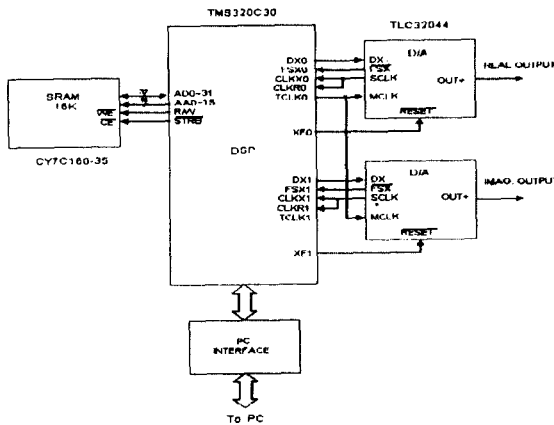 TMS320C30
TLC32044
SRAM
16K
WE
CE
CY7C160-35
AD0-31
AA0-15
R/W
STRB
DSP
DX0
FSX0
CLKX0
CLKR0
TCLK0
XF0
DX1
FSX1
CLKX1
CLKR1
TCLK1
XF1
D/A
DX
FSX
SCLK
MCLK
OUT+
RESET
REAL OUTPUT
D/A
DX
FSX
SCLK
MCLK
OUT+
RESET
IMAG. OUTPUT
PC
INTERFACE
To PC